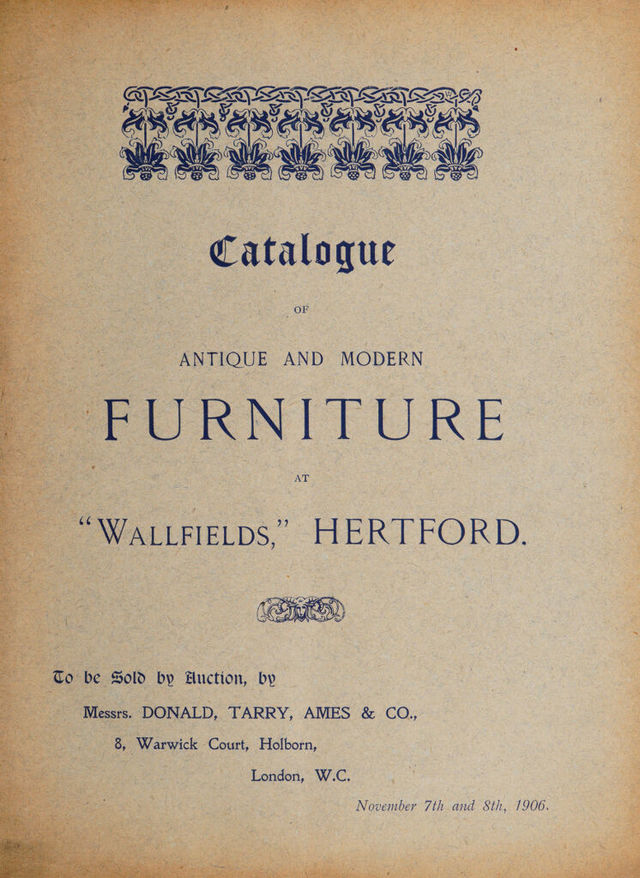 Catalogue
OF
ANTIQUE AND MODERN
FURNITURE
AT
“WALLFIELDS,” HERTFORD.
To be Sold by Auction, by
Messrs. DONALD, TARRY, AMES & CO.,
8, Warwick Court, Holborn,
London, W.C.
November 7th and 8th, 1906.